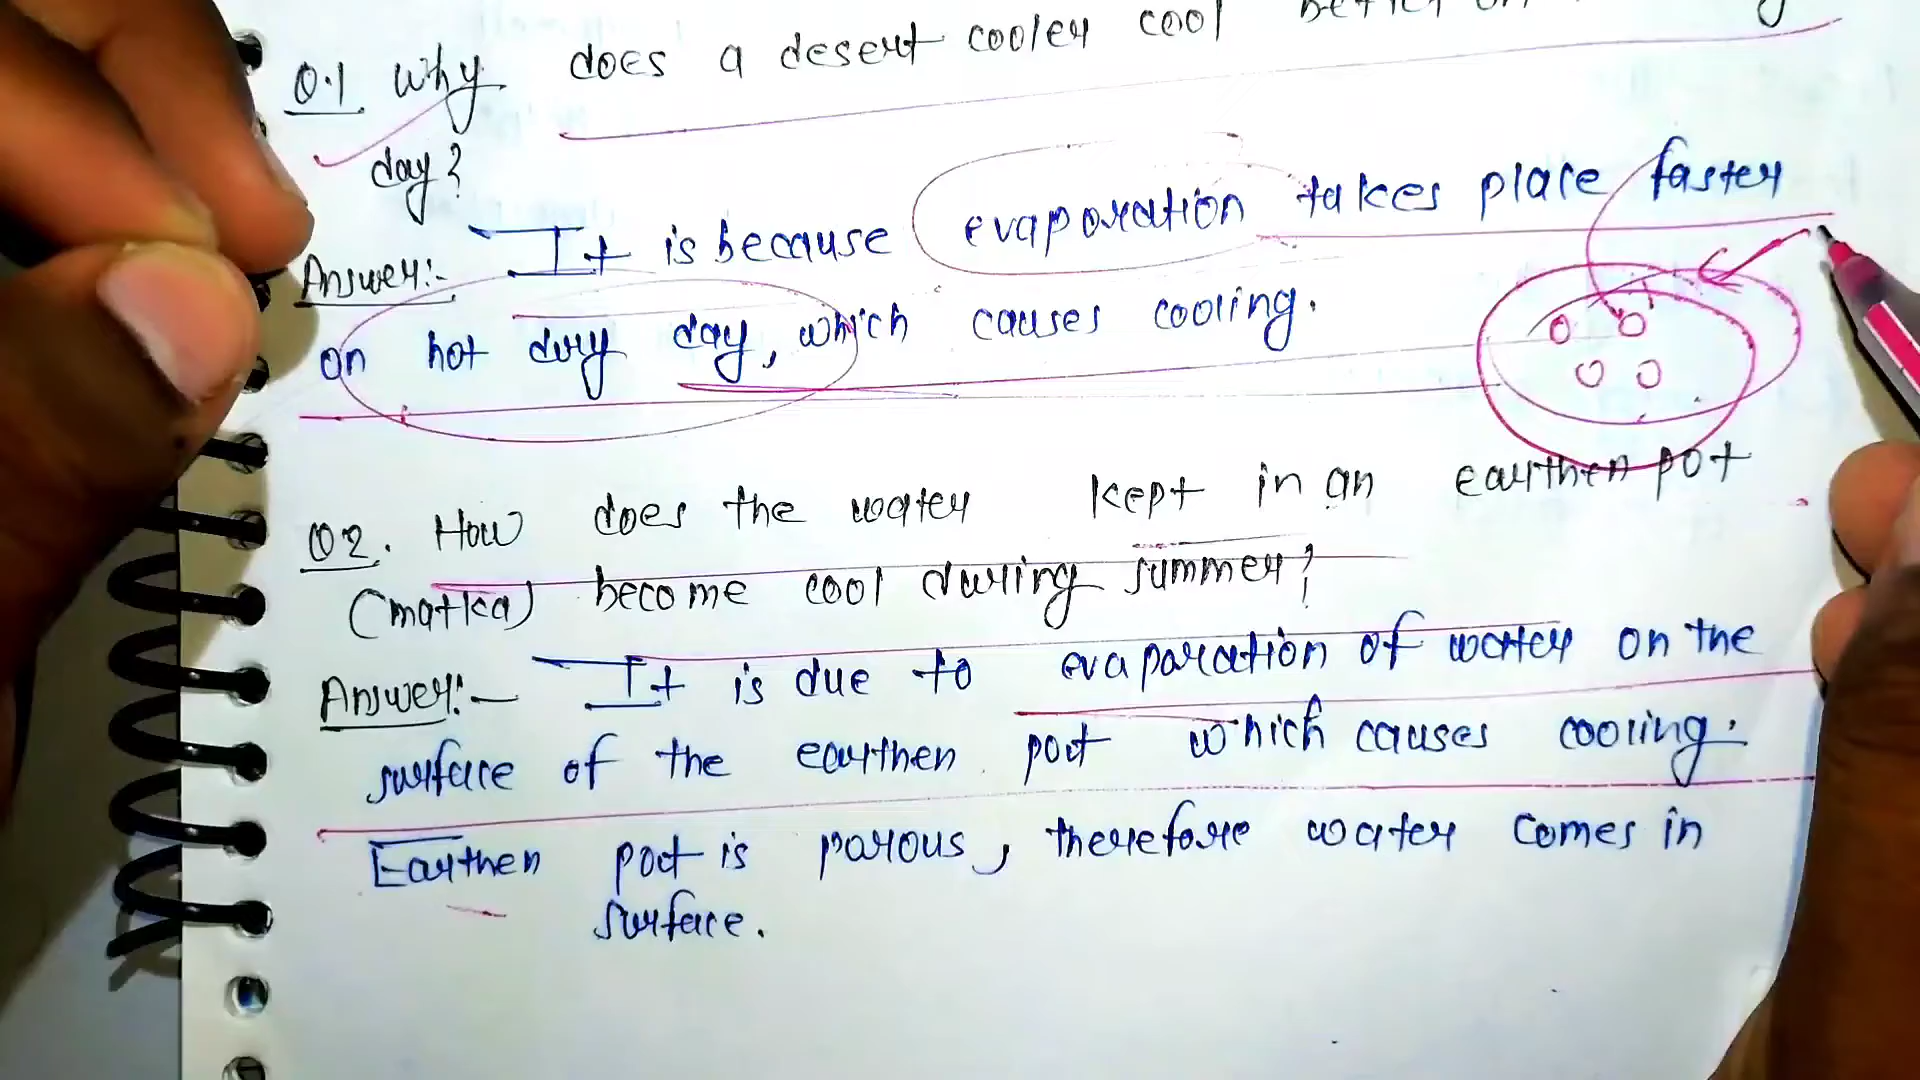 Q.1 Why does a desert cooler cool better on
day?
Answer:- It is because evaporation takes place faster
on hot dry day, which causes cooling.
Q2. How does the water kept in an earthen pot
(matka) become cool during summer?
Answer:- It is due to evaporation of water on the
surface of the earthen pot which causes cooling.
Earthen pot is porous, therefore water comes in
surface.